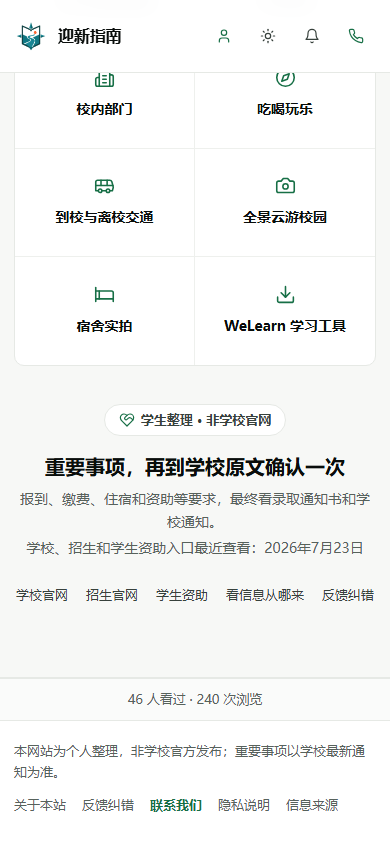 迎新指南
校内部门
吃喝玩乐
到校与离校交通
全景云游校园
宿舍实拍
WeLearn 学习工具
学生整理 • 非学校官网
重要事项，再到学校原文确认一次
报到、缴费、住宿和资助等要求，最终看录取通知书和学
校通知。
学校、招生和学生资助入口最近查看：2026年7月23日
学校官网 招生官网 学生资助 看信息从哪来 反馈纠错
46 人看过 · 240 次浏览
本网站为个人整理，非学校官方发布；重要事项以学校最新通
知为准。
关于本站 反馈纠错 联系我们 隐私说明 信息来源